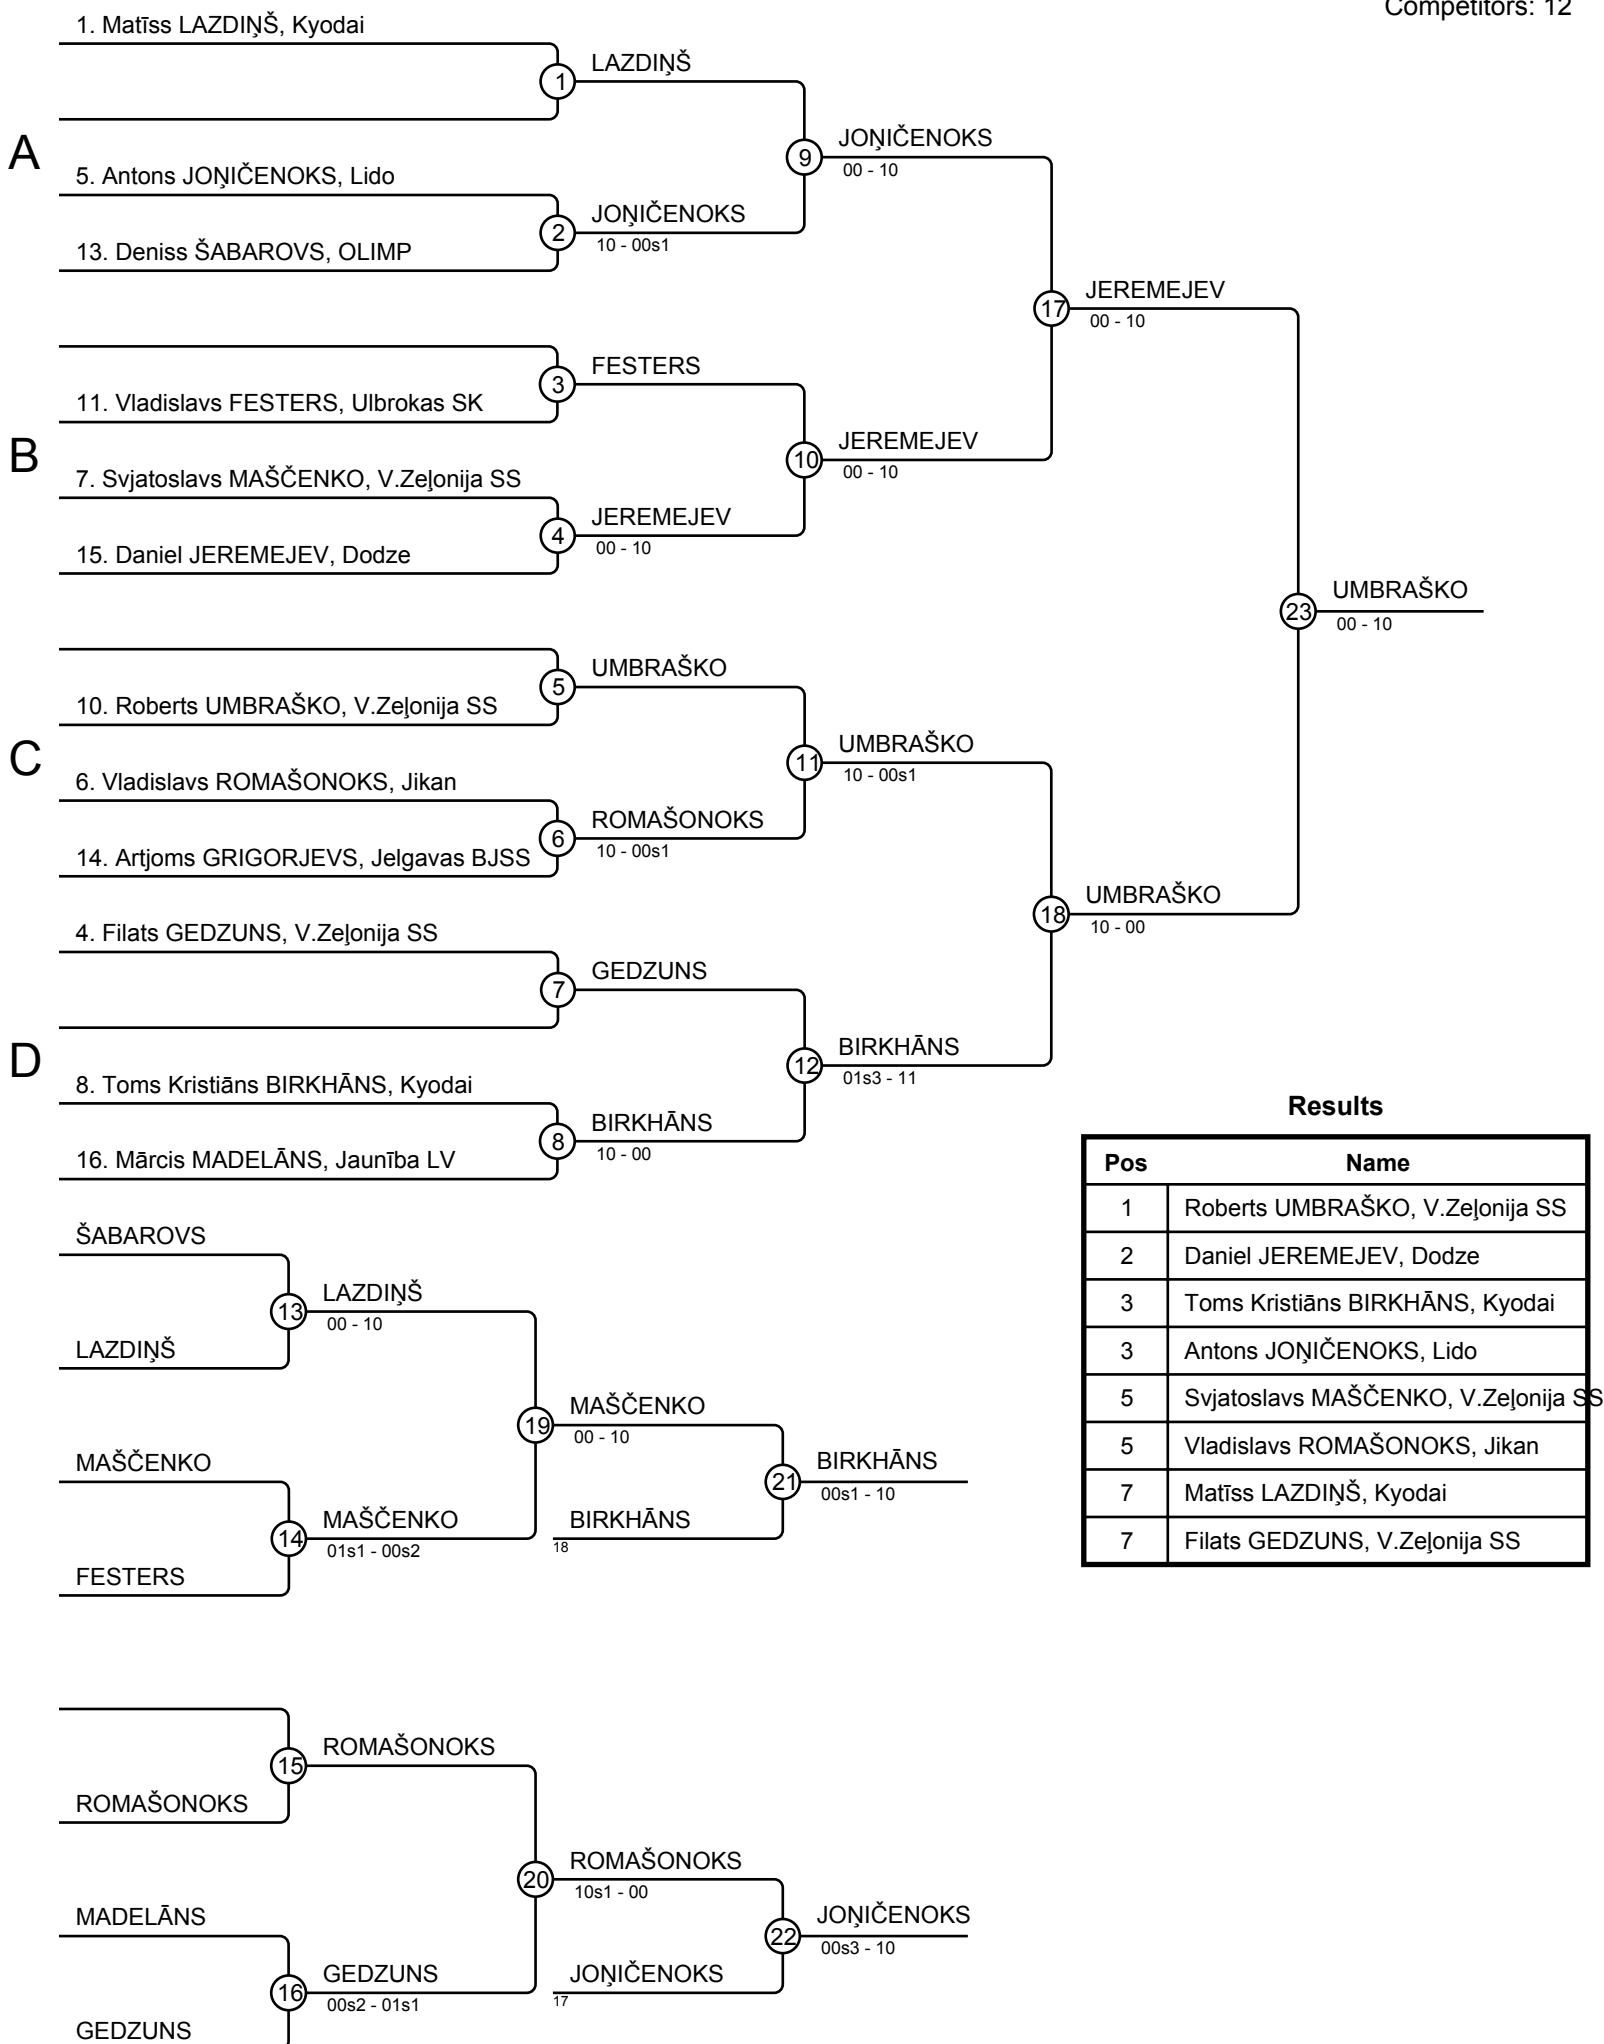 Competitors: 12
1. Matīss LAZDIŅŠ, Kyodai
LAZDIŅŠ
1
A
JOŅIČENOKS
9
00 - 10
5. Antons JOŅIČENOKS, Lido
JOŅIČENOKS
2
10 - 00s1
13. Deniss ŠABAROVS, OLIMP
JEREMEJEV
17
00 - 10
FESTERS
3
11. Vladislavs FESTERS, Ulbrokas SK
B
JEREMEJEV
10
00 - 10
7. Svjatoslavs MAŠČENKO, V.Zeļonija SS
JEREMEJEV
4
00 - 10
15. Daniel JEREMEJEV, Dodze
UMBRAŠKO
23
00 - 10
UMBRAŠKO
5
10. Roberts UMBRAŠKO, V.Zeļonija SS
C
UMBRAŠKO
11
10 - 00s1
6. Vladislavs ROMAŠONOKS, Jikan
ROMAŠONOKS
6
10 - 00s1
14. Artjoms GRIGORJEVS, Jelgavas BJSS
UMBRAŠKO
18
10 - 00
4. Filats GEDZUNS, V.Zeļonija SS
GEDZUNS
7
D
BIRKHĀNS
12
01s3 - 11
8. Toms Kristiāns BIRKHĀNS, Kyodai
BIRKHĀNS
8
10 - 00
16. Mārcis MADELĀNS, Jaunība LV
Results
Pos Name
1 Roberts UMBRAŠKO, V.Zeļonija SS
2 Daniel JEREMEJEV, Dodze
3 Toms Kristiāns BIRKHĀNS, Kyodai
3 Antons JOŅIČENOKS, Lido
5 Svjatoslavs MAŠČENKO, V.Zeļonija SS
5 Vladislavs ROMAŠONOKS, Jikan
7 Matīss LAZDIŅŠ, Kyodai
7 Filats GEDZUNS, V.Zeļonija SS
ŠABAROVS
LAZDIŅŠ
13
00 - 10
LAZDIŅŠ
MAŠČENKO
19
00 - 10
MAŠČENKO
BIRKHĀNS
21
00s1 - 10
MAŠČENKO
14
01s1 - 00s2
BIRKHĀNS
18
FESTERS
ROMAŠONOKS
15
ROMAŠONOKS
ROMAŠONOKS
20
10s1 - 00
MADELĀNS
JOŅIČENOKS
22
00s3 - 10
GEDZUNS
16
00s2 - 01s1
JOŅIČENOKS
17
GEDZUNS